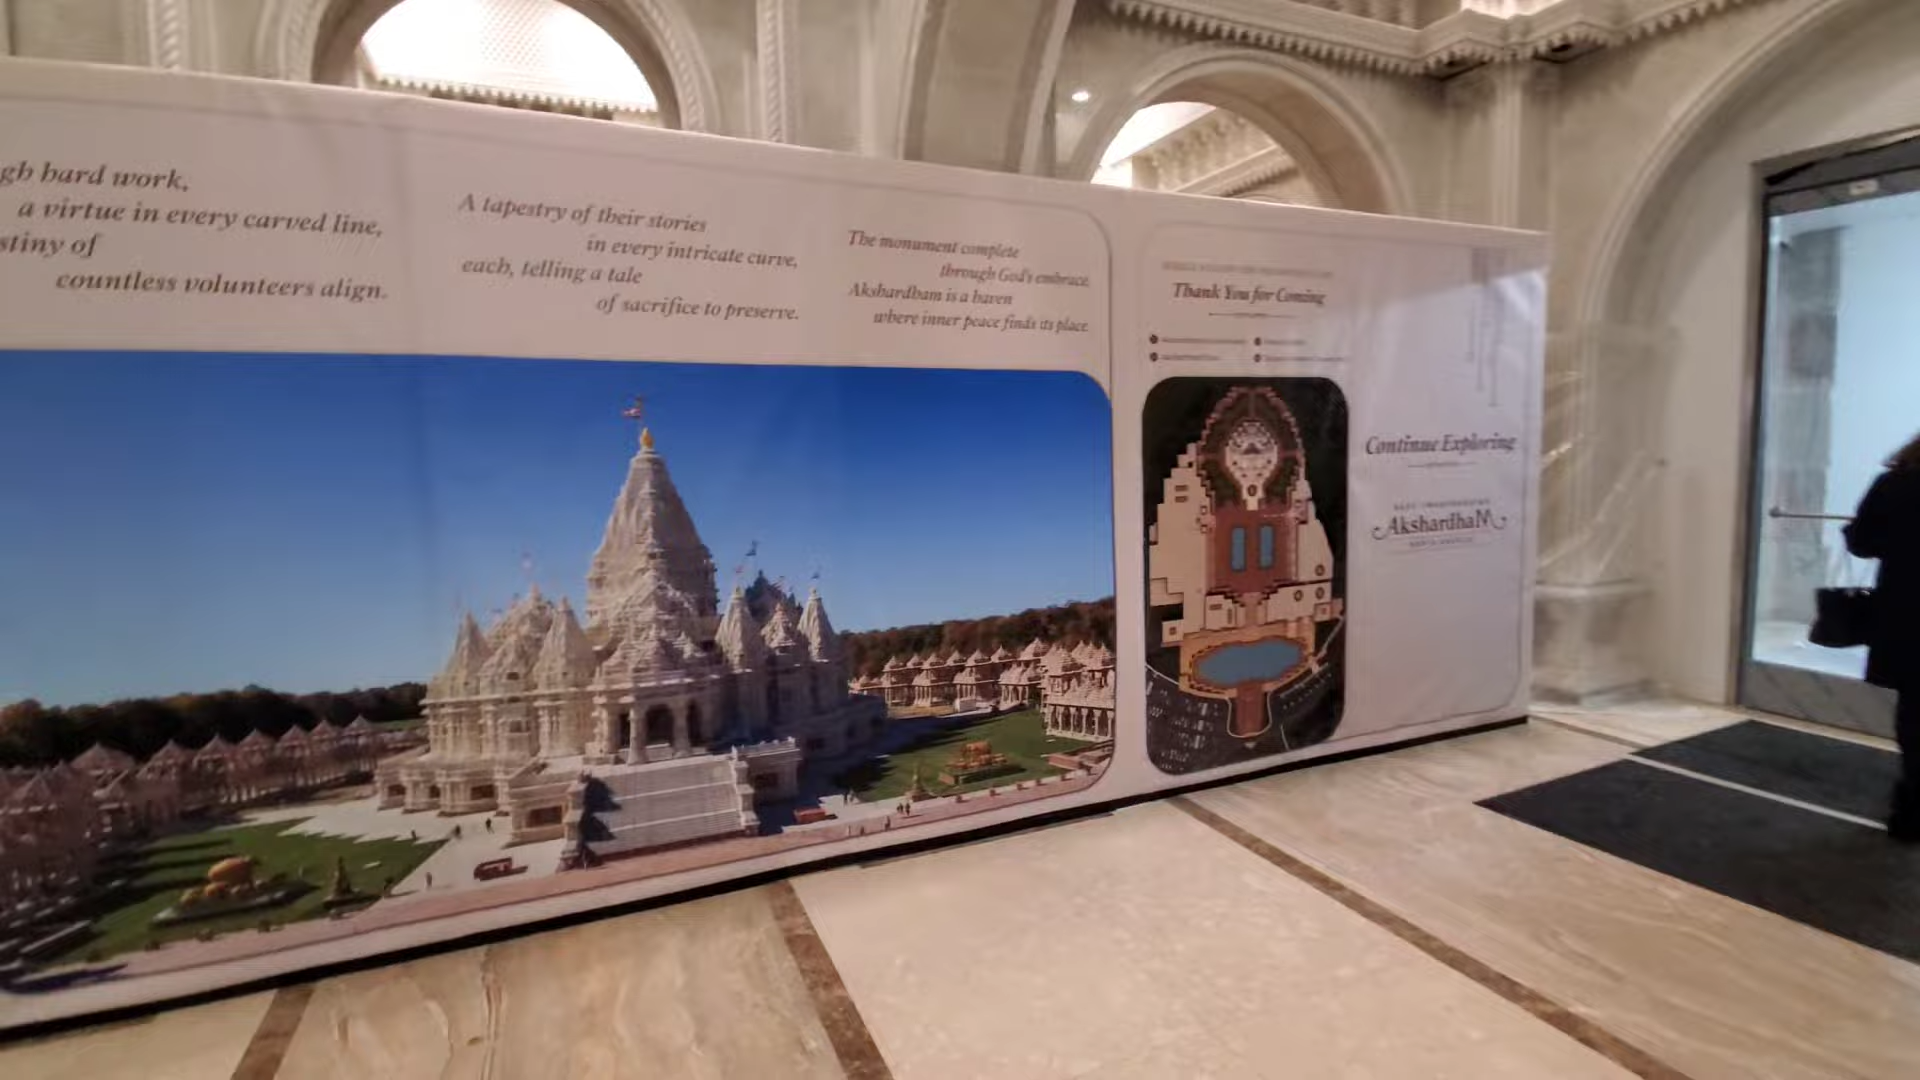 gh hard work,
a virtue in every carved line,
stiny of
countless volunteers align.
A tapestry of their stories
in every intricate curve,
each, telling a tale
of sacrifice to preserve.
The monument complete
through God's embrace.
Akshardham is a haven
where inner peace finds its place.
Thank You for Coming
Continue Exploring
AkshardhaM